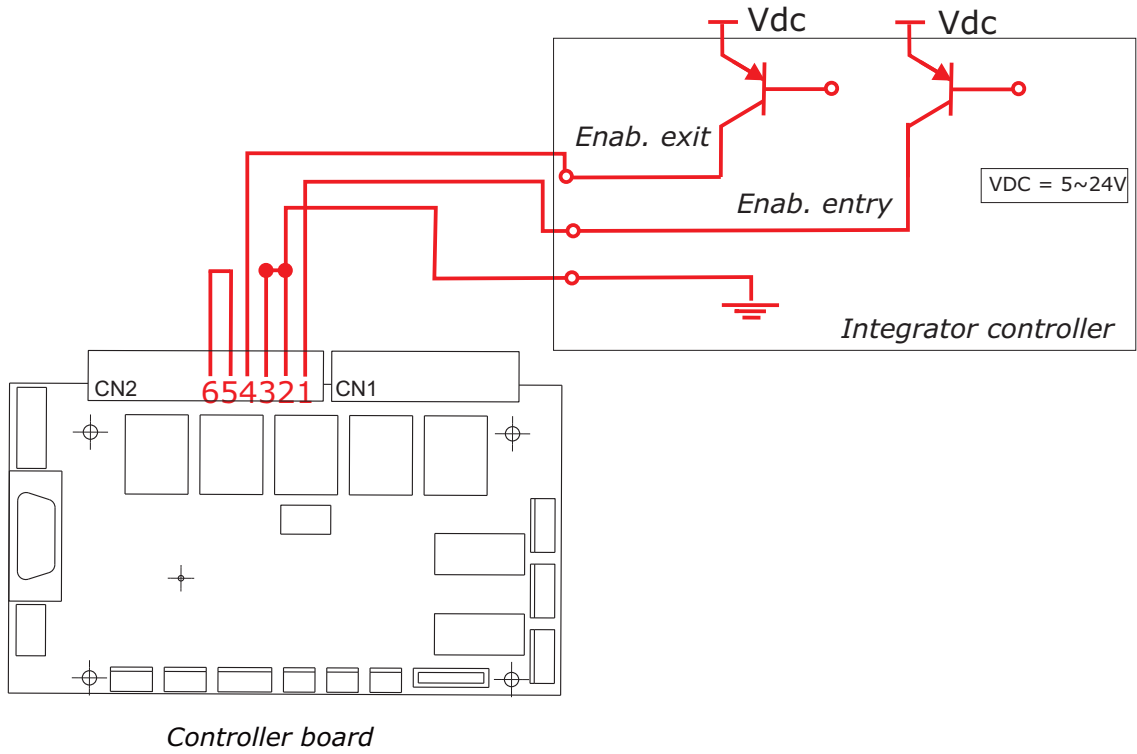 Vdc
Vdc
Enab. exit
VDC = 5~24V
Enab. entry
Integrator controller
CN2
654321
CN1
Controller board